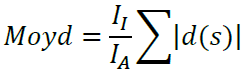 Moyd = \frac{I_I}{I_A} \sum |d(s)|